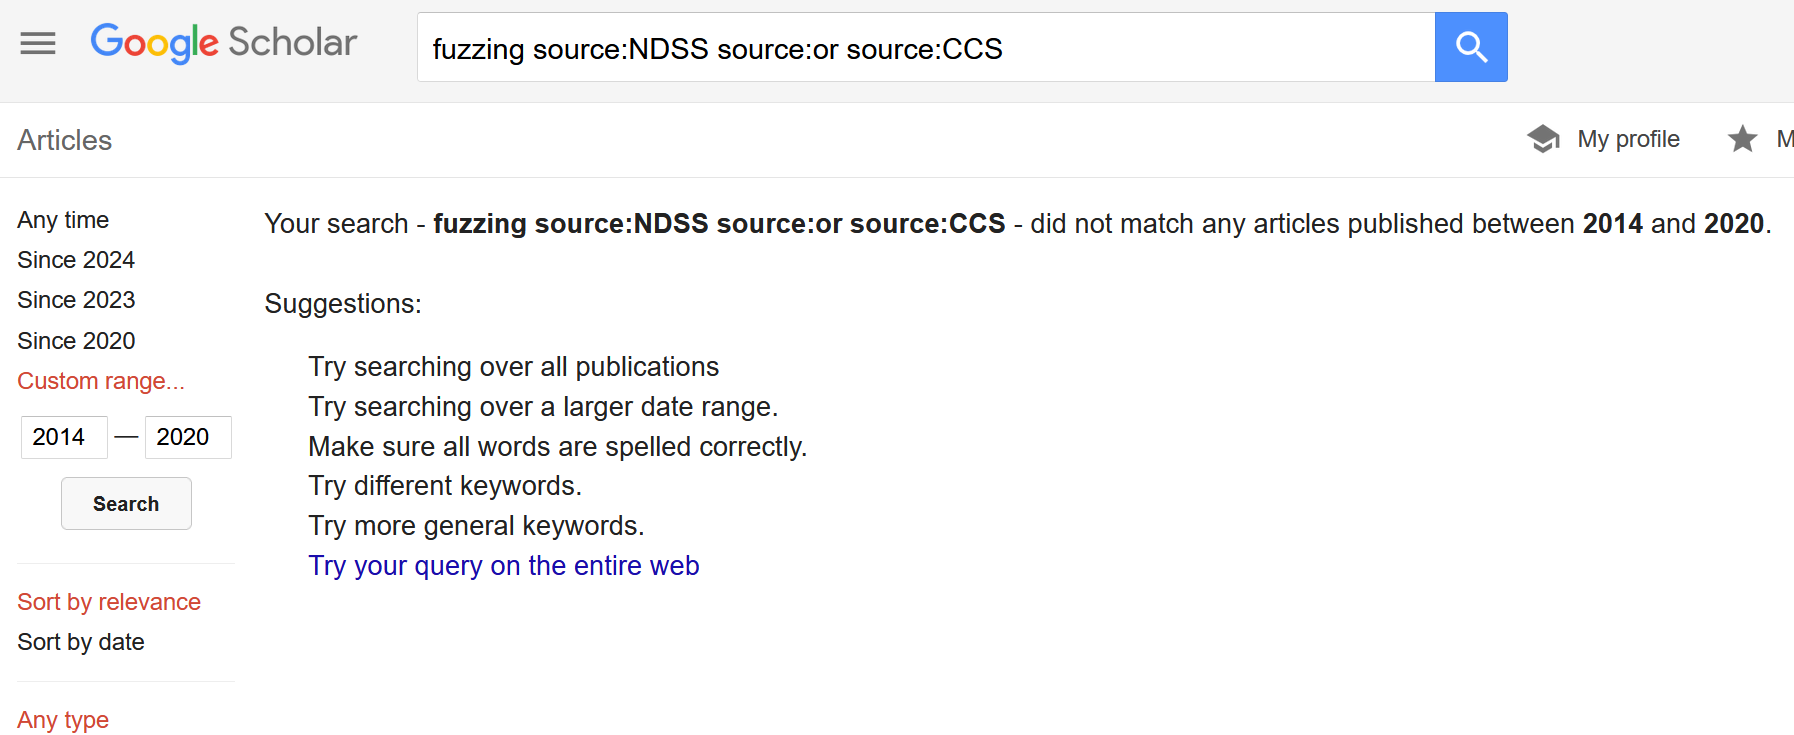 Google Scholar
fuzzing source:NDSS source:or source:CCS
Articles
My profile
M
Any time
Since 2024
Since 2023
Since 2020
Custom range...
2014 — 2020
Search
Sort by relevance
Sort by date
Any type
Your search - fuzzing source:NDSS source:or source:CCS - did not match any articles published between 2014 and 2020.
Suggestions:
Try searching over all publications
Try searching over a larger date range.
Make sure all words are spelled correctly.
Try different keywords.
Try more general keywords.
Try your query on the entire web